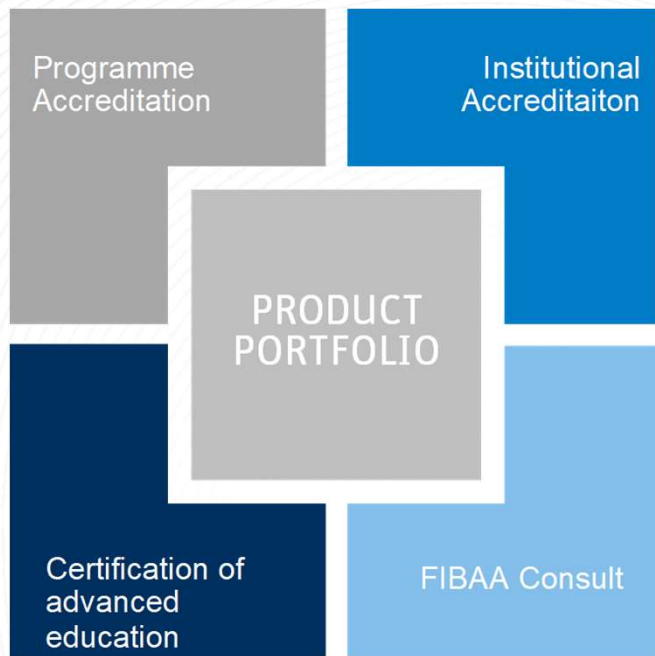 Programme
Accreditation
Institutional
Accreditaiton
PRODUCT
PORTFOLIO
Certification of
advanced
education
FIBAA Consult